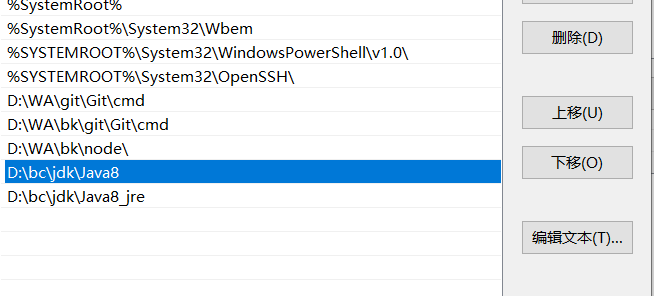 %SystemRoot%
%SystemRoot%\System32\Wbem
%SYSTEMROOT%\System32\WindowsPowerShell\v1.0\
%SYSTEMROOT%\System32\OpenSSH\
D:\WA\git\Git\cmd
D:\WA\bk\git\Git\cmd
D:\WA\bk\node\
D:\bc\jdk\Java8
D:\bc\jdk\Java8_jre
删除(D)
上移(U)
下移(O)
编辑文本(T)...